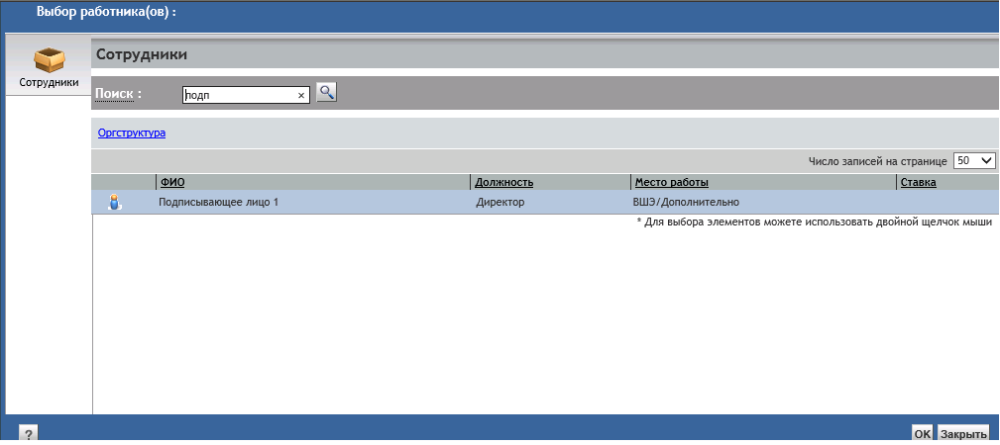 Выбор работника(ов) :
Сотрудники
Сотрудники
Поиск :
подп ×
Оргструктура
Число записей на странице 50
ФИО Должность Место работы Ставка
Подписывающее лицо 1 Директор ВШЭ/Дополнительно
* Для выбора элементов можете использовать двойной щелчок мыши
? OK Закрыть